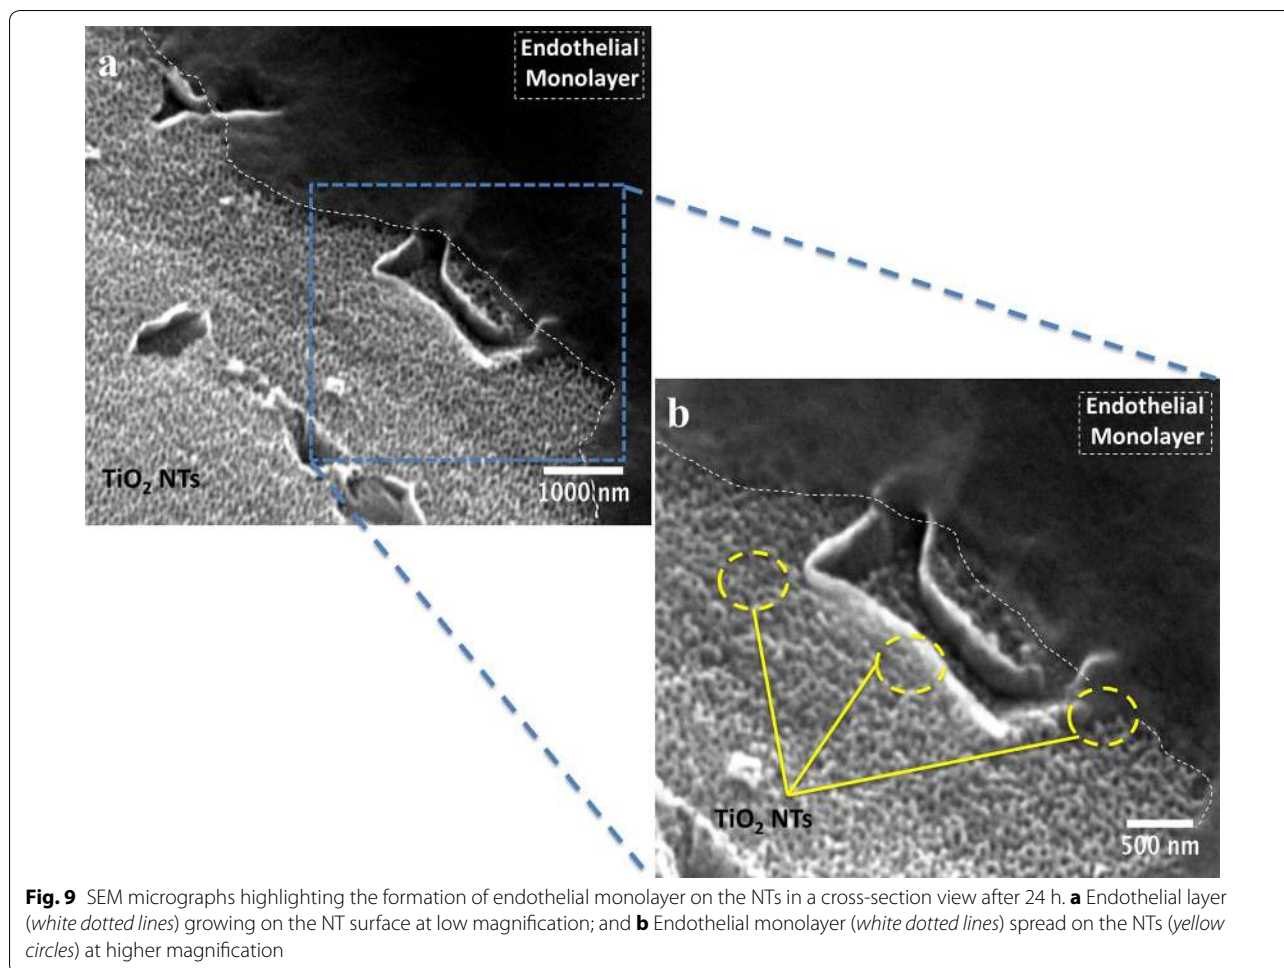 a
Endothelial
Monolayer
TiO₂ NTs
1000 nm
b
Endothelial
Monolayer
TiO₂ NTs
500 nm
Fig. 9 SEM micrographs highlighting the formation of endothelial monolayer on the NTs in a cross-section view after 24 h. a Endothelial layer
(white dotted lines) growing on the NT surface at low magnification; and b Endothelial monolayer (white dotted lines) spread on the NTs (yellow
circles) at higher magnification